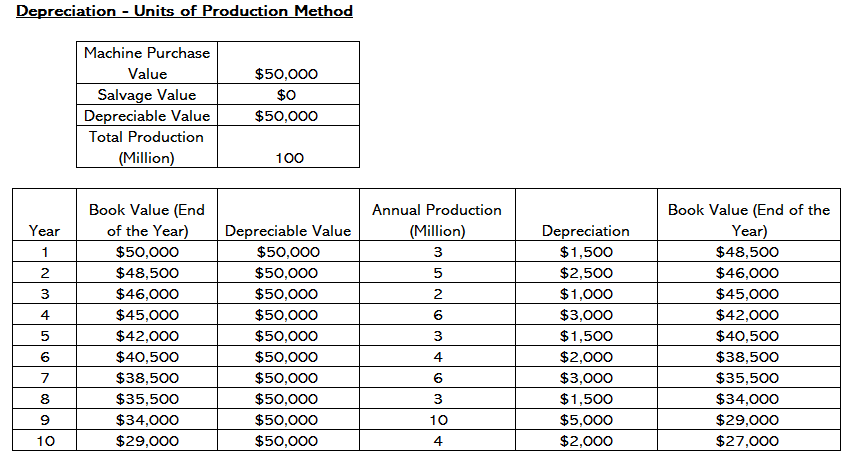 Depreciation - Units of Production Method
Machine Purchase
Value $50,000
Salvage Value $0
Depreciable Value $50,000
Total Production
(Million) 100
Book Value (End Annual Production Book Value (End of the
Year of the Year) Depreciable Value (Million) Depreciation Year)
1 $50,000 $50,000 3 $1,500 $48,500
2 $48,500 $50,000 5 $2,500 $46,000
3 $46,000 $50,000 2 $1,000 $45,000
4 $45,000 $50,000 6 $3,000 $42,000
5 $42,000 $50,000 3 $1,500 $40,500
6 $40,500 $50,000 4 $2,000 $38,500
7 $38,500 $50,000 6 $3,000 $35,500
8 $35,500 $50,000 3 $1,500 $34,000
9 $34,000 $50,000 10 $5,000 $29,000
10 $29,000 $50,000 4 $2,000 $27,000